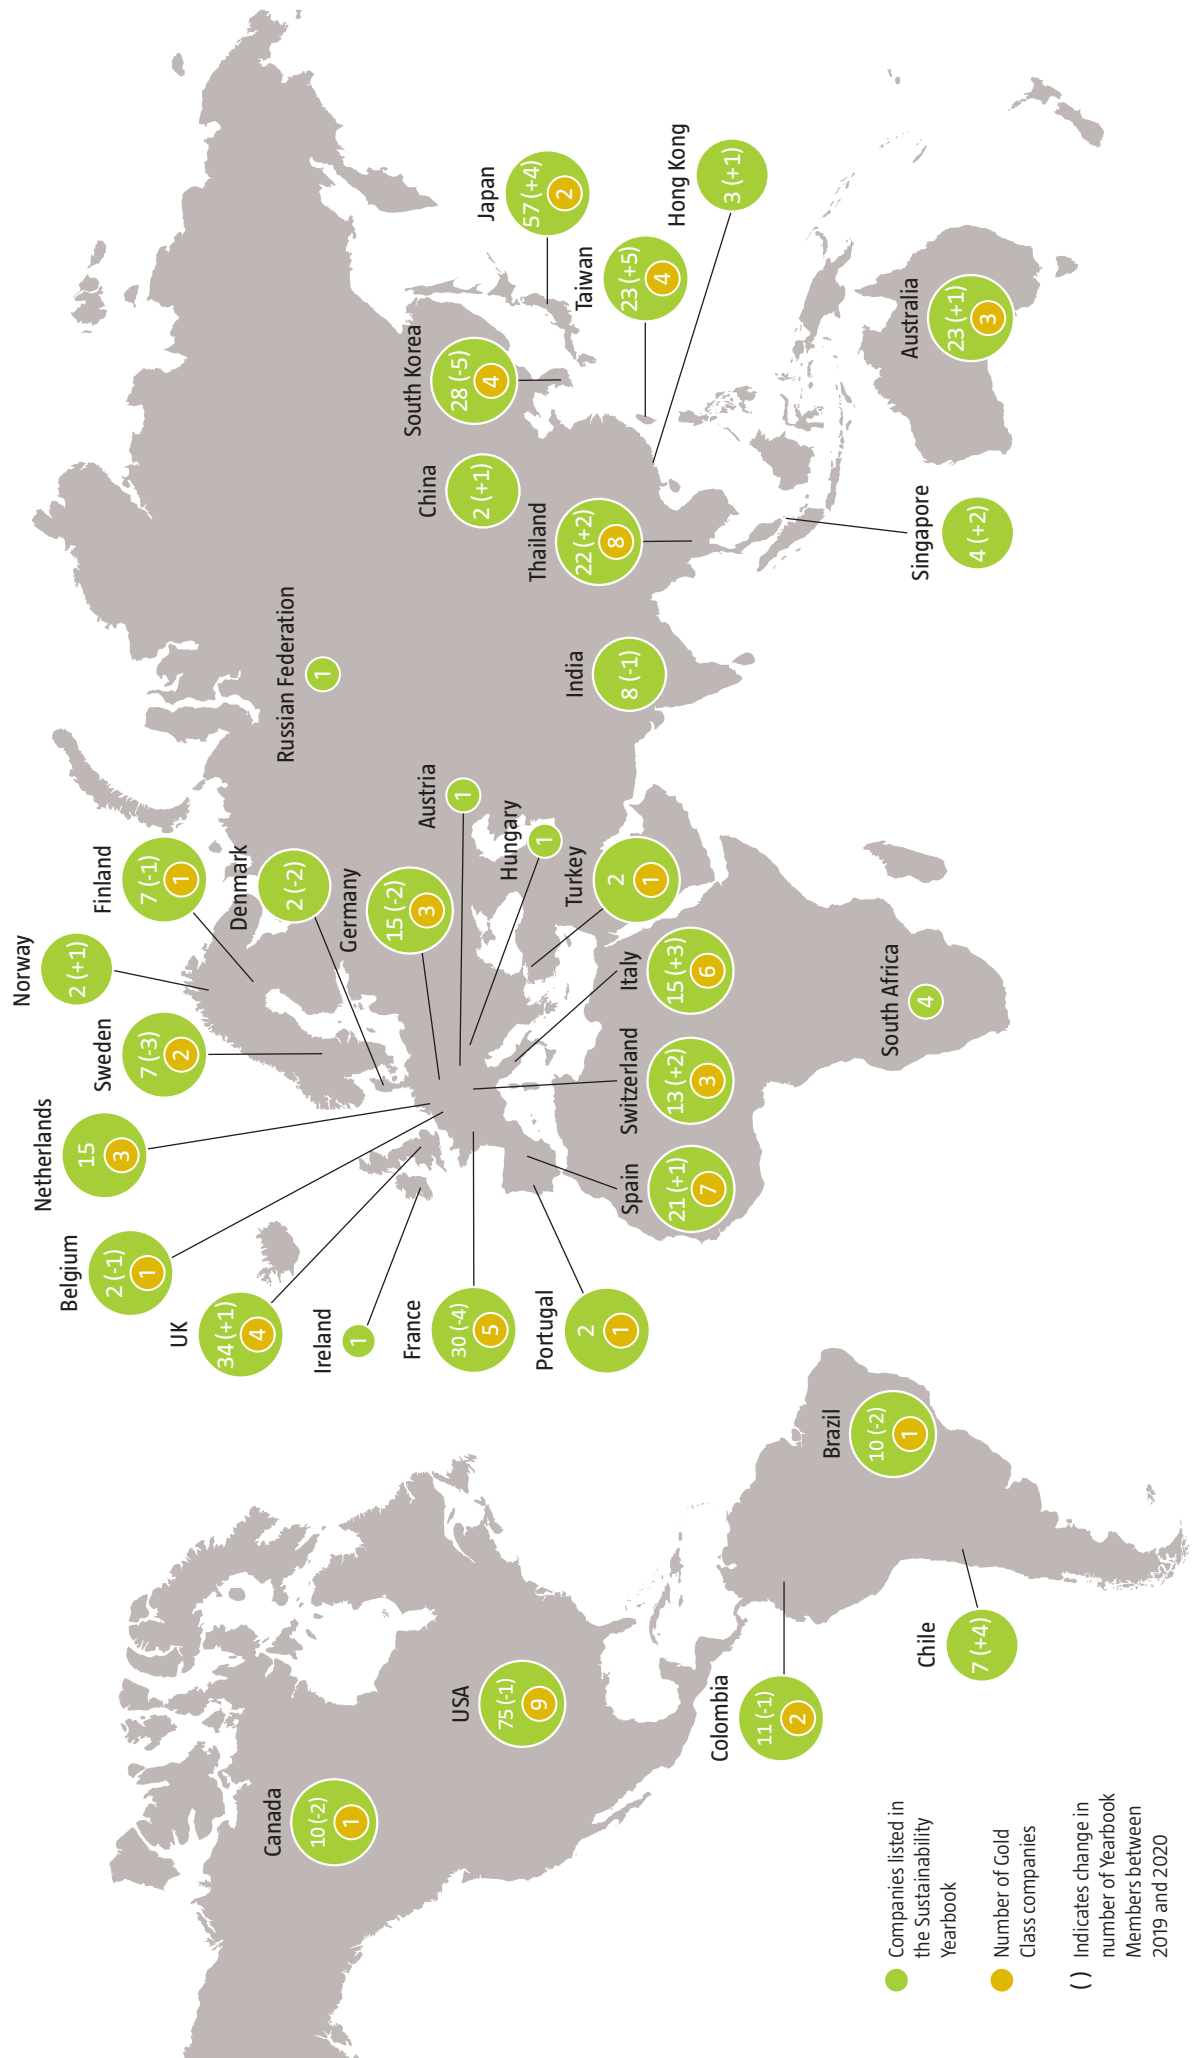 Canada
10 (-2)
1
USA
75 (-1)
9
Colombia
11 (-1)
2
Chile
7 (+4)
Brazil
10 (-2)
1
Norway
2 (+1)
Finland
7 (-1)
1
Sweden
7 (-3)
2
Netherlands
15
3
Belgium
2 (-1)
1
UK
34 (+1)
4
Ireland
1
France
30 (-4)
5
Portugal
2
1
Denmark
2 (-2)
Germany
15 (-2)
3
Austria
1
Hungary
1
Turkey
2
1
Italy
15 (+3)
6
Switzerland
13 (+2)
3
Spain
21 (+1)
7
South Africa
4
Russian Federation
1
India
8 (-1)
China
2 (+1)
Thailand
22 (+2)
8
South Korea
28 (-5)
4
Japan
57 (+4)
2
Taiwan
23 (+5)
4
Hong Kong
3 (+1)
Singapore
4 (+2)
Australia
23 (+1)
3
Companies listed in
the Sustainability
Yearbook
Number of Gold
Class companies
( ) Indicates change in
number of Yearbook
Members between
2019 and 2020